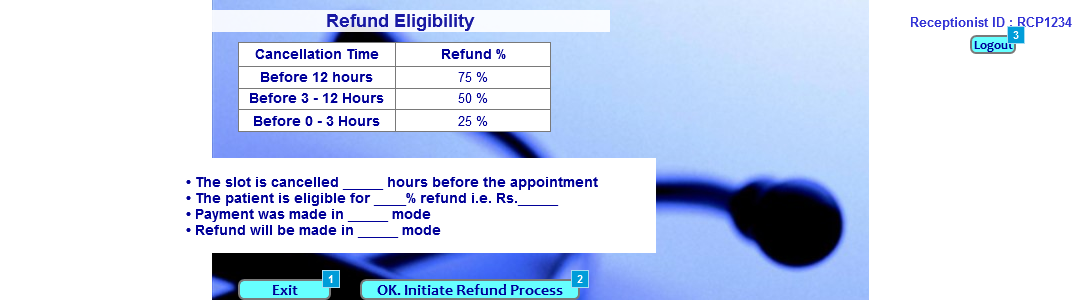 Refund Eligibility
Receptionist ID : RCP1234
Logout
3
Cancellation Time Refund %
Before 12 hours 75 %
Before 3 - 12 Hours 50 %
Before 0 - 3 Hours 25 %
• The slot is cancelled _____ hours before the appointment
• The patient is eligible for ____% refund i.e. Rs._____
• Payment was made in _____ mode
• Refund will be made in _____ mode
Exit
1
OK. Initiate Refund Process
2